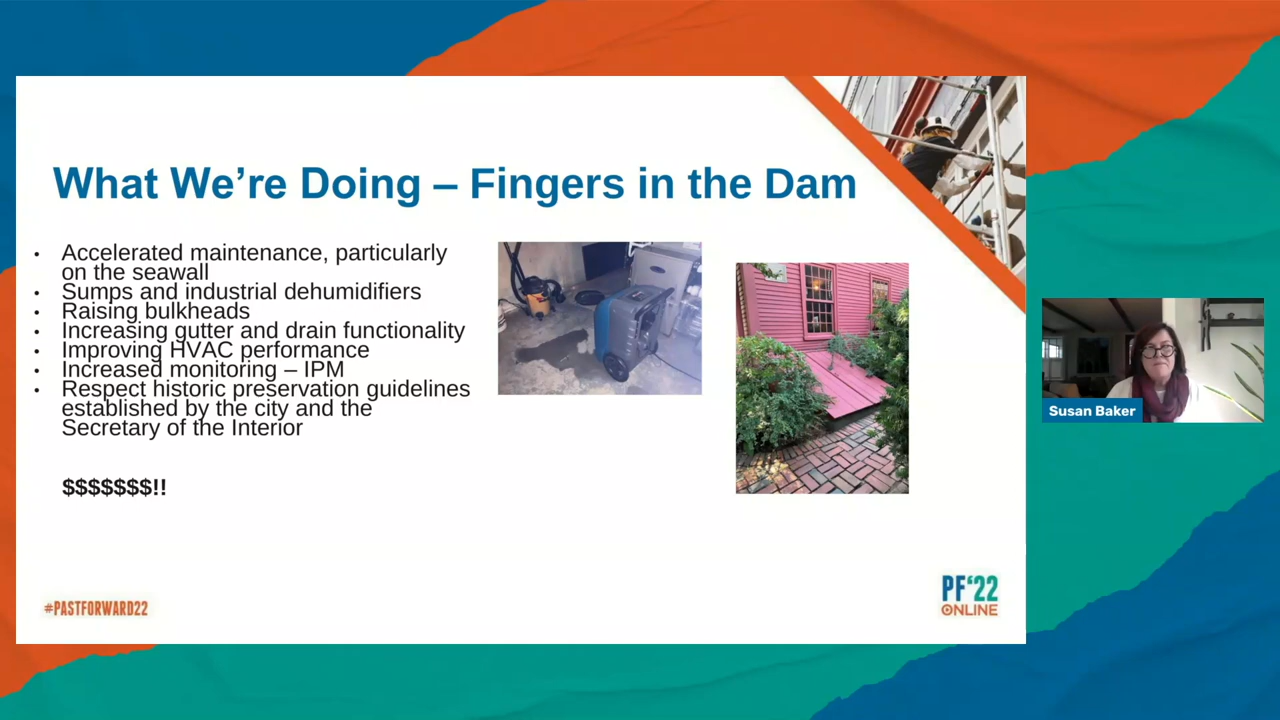 What We're Doing – Fingers in the Dam
• Accelerated maintenance, particularly
on the seawall
• Sumps and industrial dehumidifiers
• Raising bulkheads
• Increasing gutter and drain functionality
• Improving HVAC performance
• Increased monitoring – IPM
• Respect historic preservation guidelines
established by the city and the
Secretary of the Interior
$$$$$$$!!
Susan Baker
#PASTFORWARD22
PF'22
ONLINE